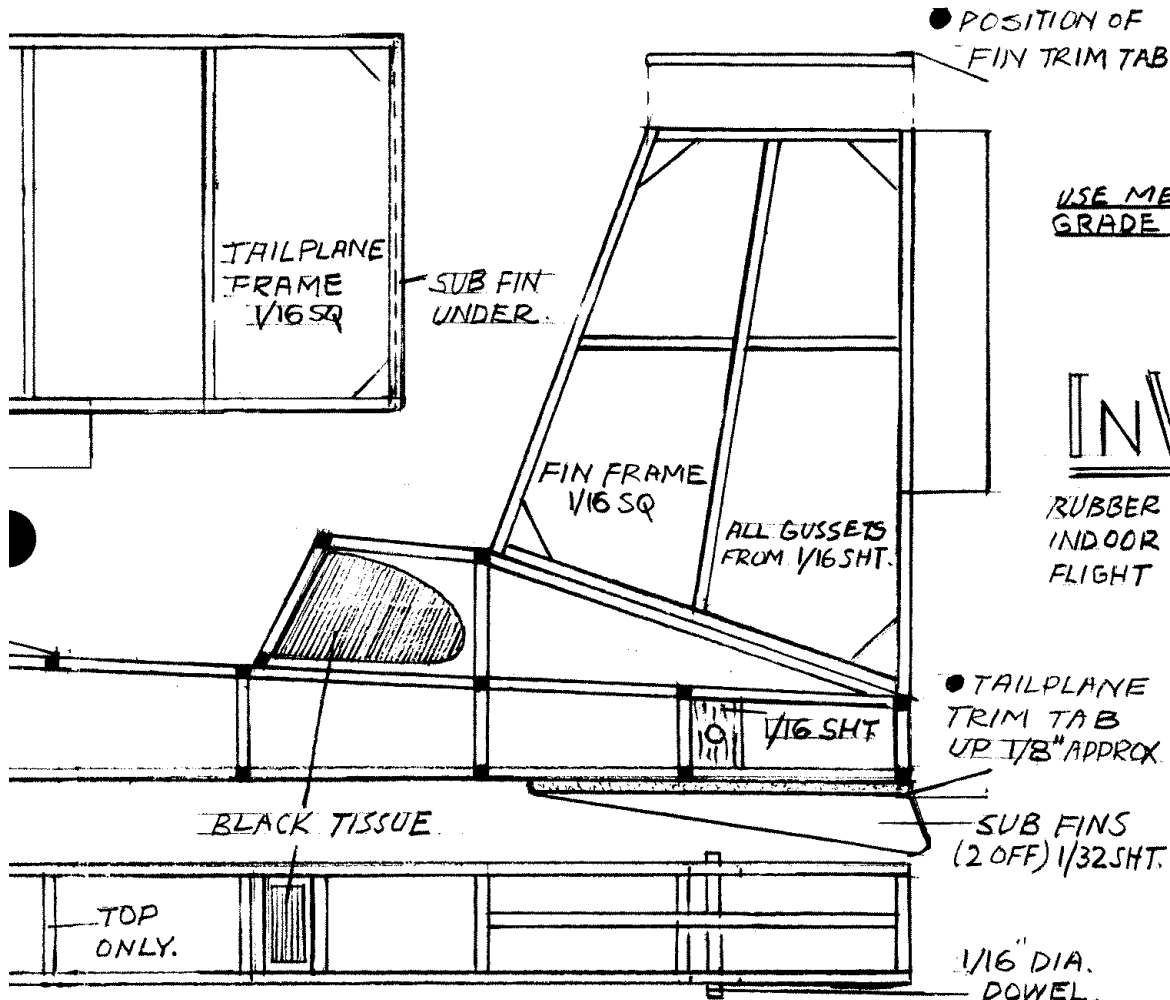 POSITION OF
FIN TRIM TAB
USE ME
GRADE
TAILPLANE
FRAME
1/16 SQ
SUB FIN
UNDER.
IN
RUBBER
INDOOR
FLIGHT
FIN FRAME
1/16 SQ
ALL GUSSETS
FROM 1/16 SHT.
TAILPLANE
TRIM TAB
UP 1/8" APPROX
1/16 SHT
BLACK TISSUE
SUB FINS
(2 OFF) 1/32 SHT.
TOP
ONLY.
1/16" DIA.
DOWEL.